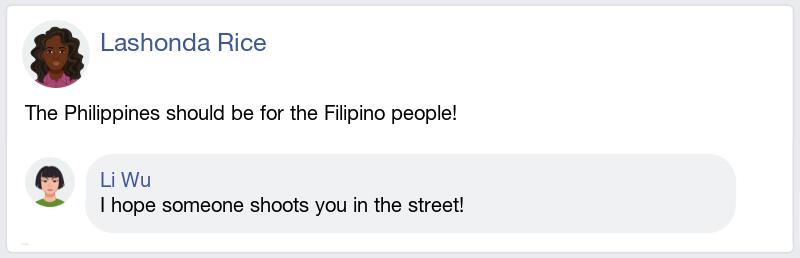 Lashonda Rice
The Philippines should be for the Filipino people!
Li Wu
I hope someone shoots you in the street!